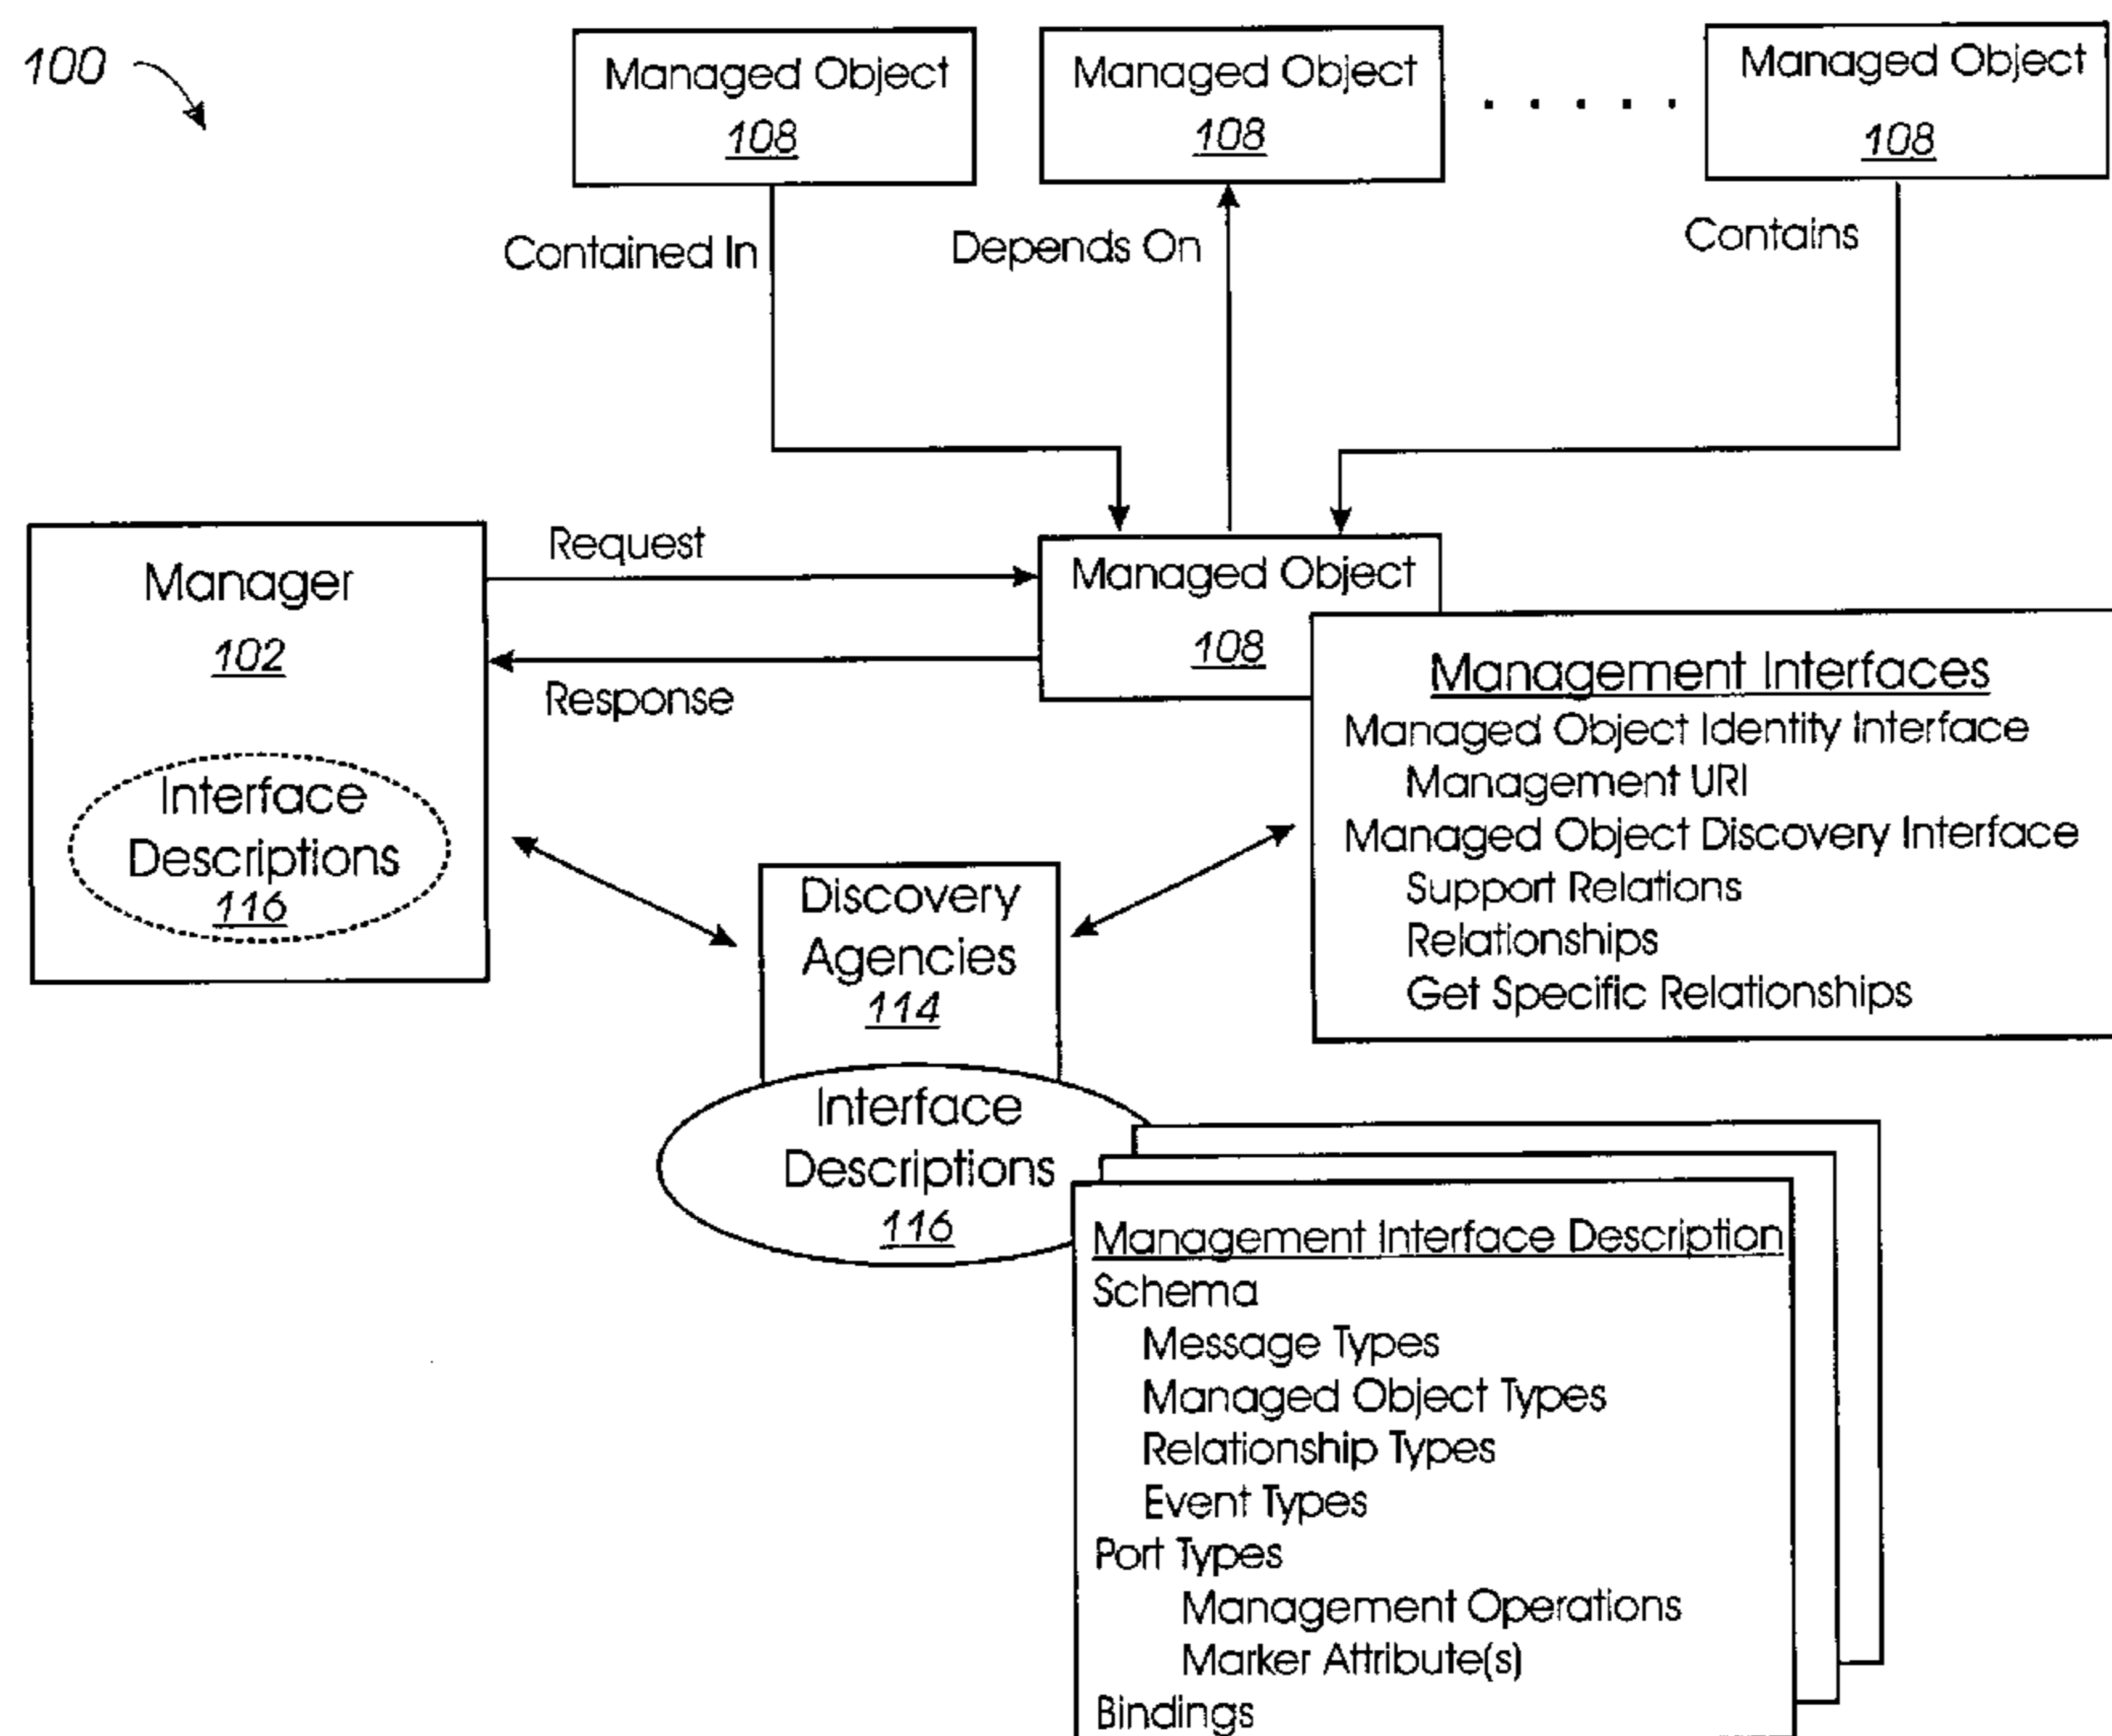 100
Managed Object
108
Managed Object
108
. . . . .
Managed Object
108
Contained In
Depends On
Contains
Manager
102
Interface
Descriptions
116
Request
Response
Managed Object
108
Management Interfaces
Managed Object Identity Interface
Management URI
Managed Object Discovery Interface
Support Relations
Relationships
Get Specific Relationships
Discovery
Agencies
114
Interface
Descriptions
116
Management Interface Description
Schema
Message Types
Managed Object Types
Relationship Types
Event Types
Port Types
Management Operations
Marker Attribute(s)
Bindings